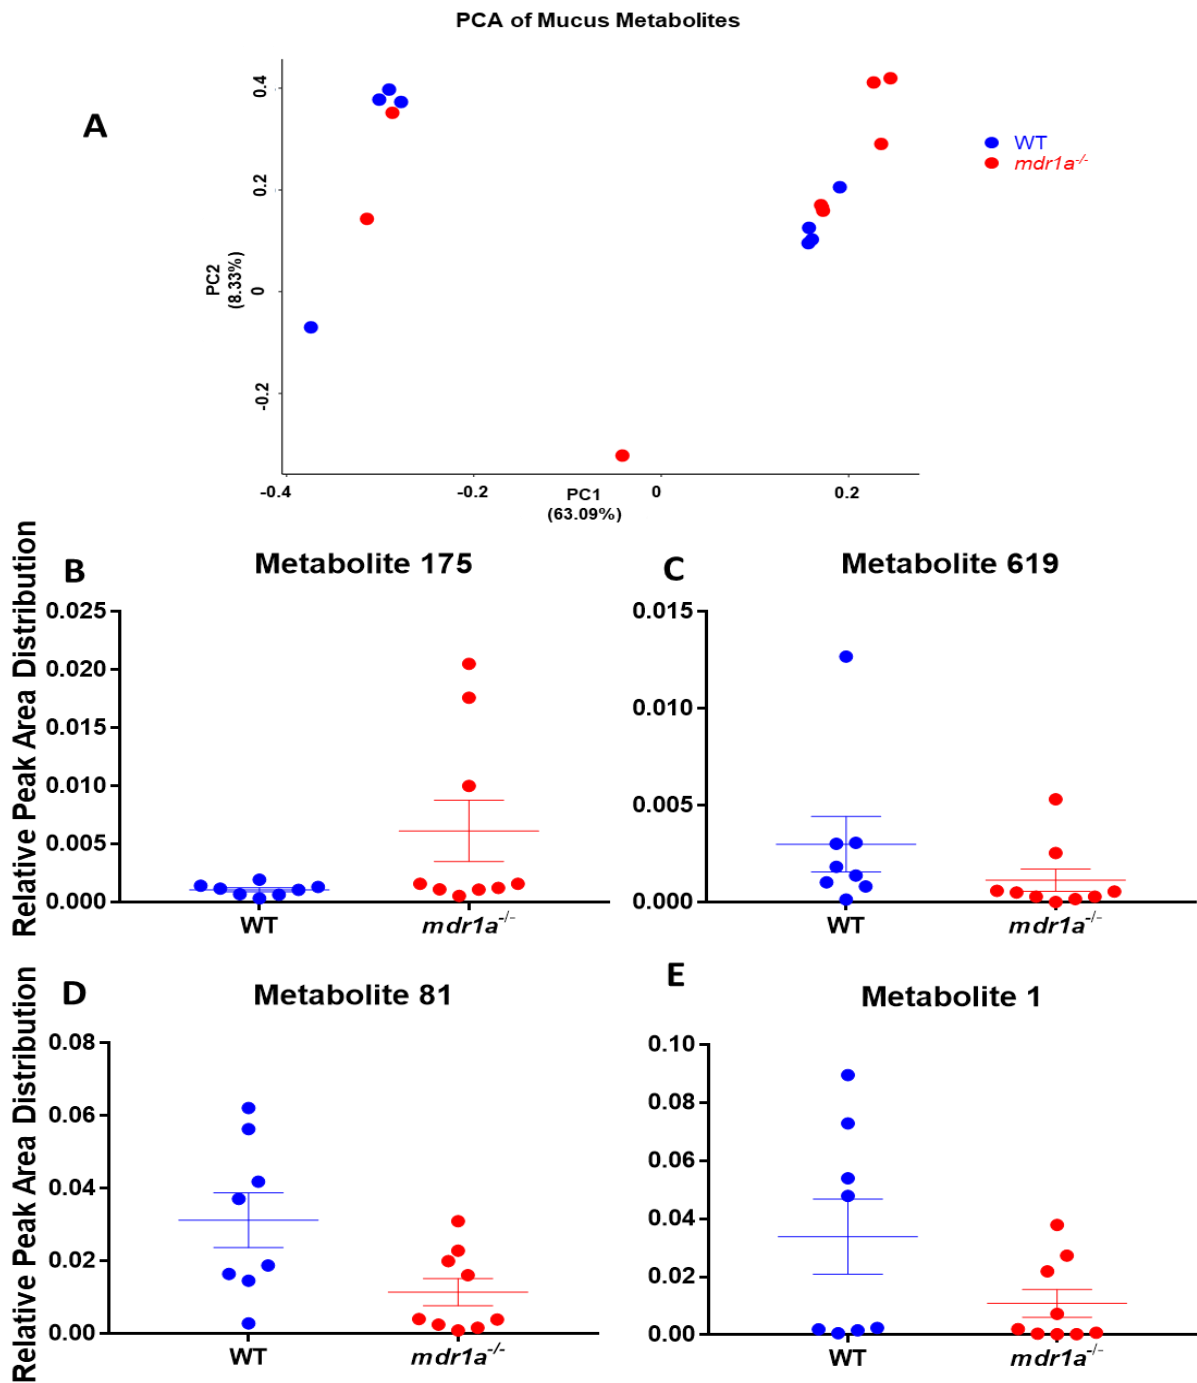 PCA of Mucus Metabolites
A
0.4
0.2
0
-0.2
PC2
(8.33%)
WT
mdr1a-/-
-0.4
-0.2
0
0.2
PC1
(63.09%)
B
Metabolite 175
Relative Peak Area Distribution
0.025
0.020
0.015
0.010
0.005
0.000
WT
mdr1a-/-
C
Metabolite 619
0.015
0.010
0.005
0.000
WT
mdr1a-/-
D
Metabolite 81
Relative Peak Area Distribution
0.08
0.06
0.04
0.02
0.00
WT
mdr1a-/-
E
Metabolite 1
0.10
0.08
0.06
0.04
0.02
0.00
WT
mdr1a-/-